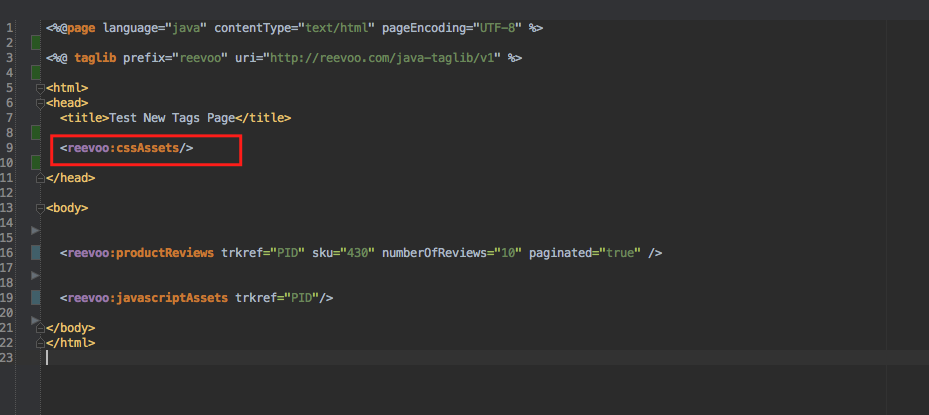 1 <%@page language="java" contentType="text/html" pageEncoding="UTF-8" %>
2
3 <%@ taglib prefix="reevoo" uri="http://reevoo.com/java-taglib/v1" %>
4
5 <html>
6 <head>
7 <title>Test New Tags Page</title>
8
9 <reevoo:cssAssets/>
10
11 </head>
12
13 <body>
14
15
16 <reevoo:productReviews trkref="PID" sku="430" numberOfReviews="10" paginated="true" />
17
18
19 <reevoo:javascriptAssets trkref="PID"/>
20
21 </body>
22 </html>
23